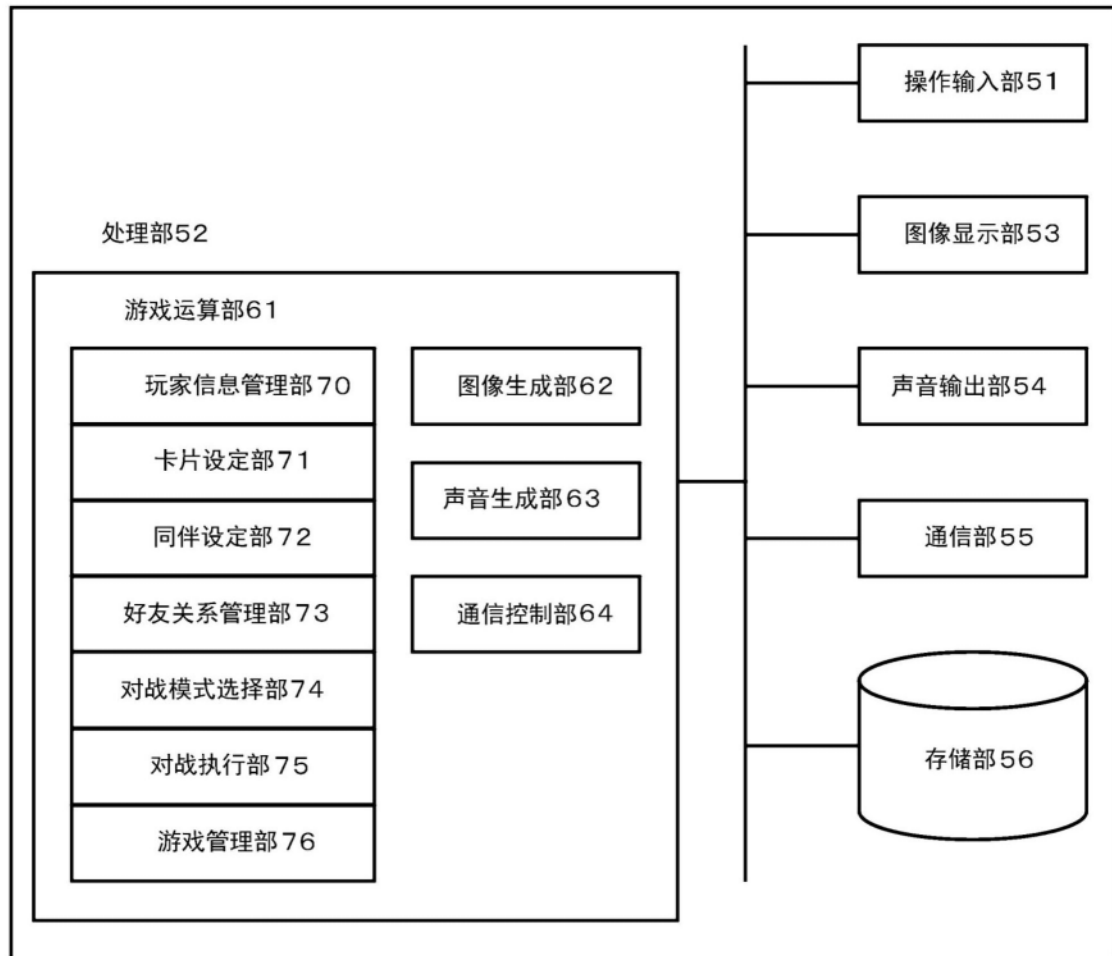 操作输入部51
图像显示部53
处理部52
游戏运算部61
玩家信息管理部70
图像生成部62
声音输出部54
卡片设定部71
声音生成部63
同伴设定部72
通信部55
好友关系管理部73
通信控制部64
对战模式选择部74
对战执行部75
存储部56
游戏管理部76